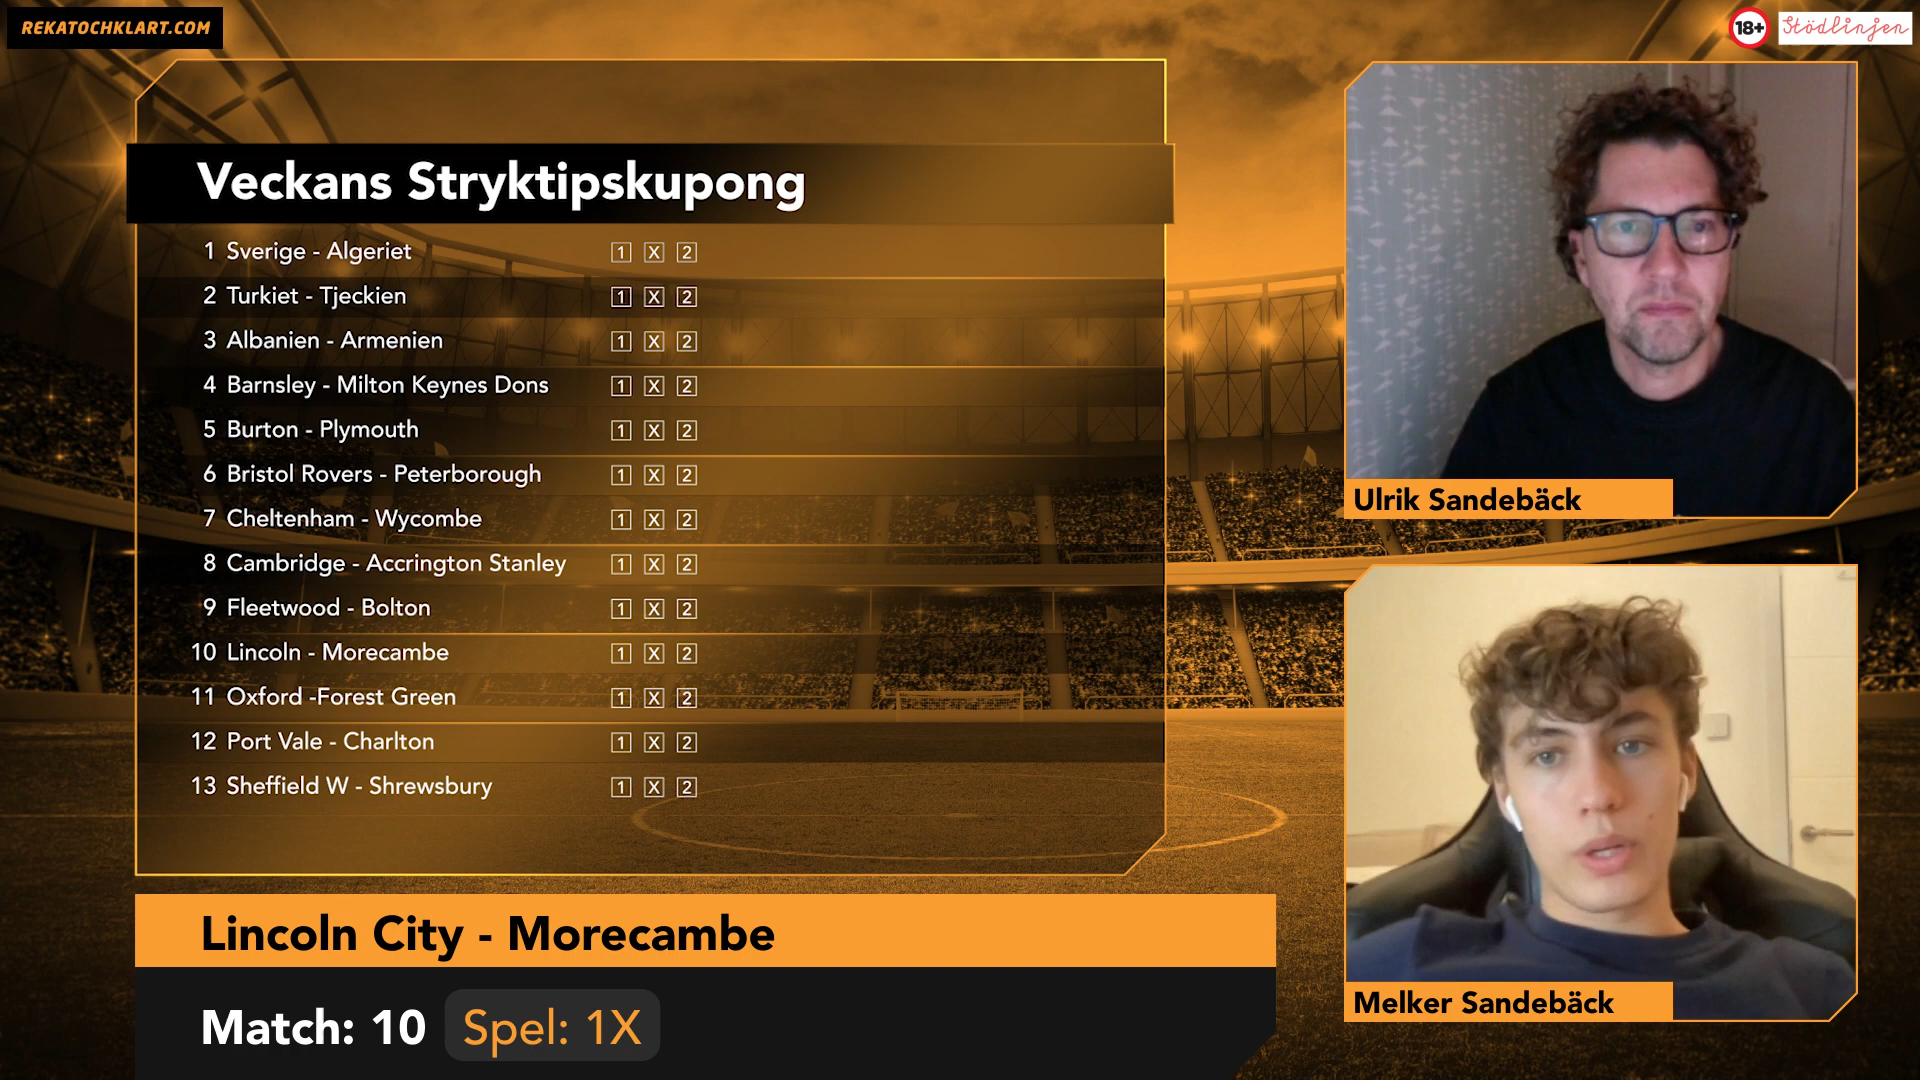 REKATOCHKLART.COM
18+ Stödlinjen
Veckans Stryktipskupong
1 Sverige - Algeriet 1 X 2
2 Turkiet - Tjeckien 1 X 2
3 Albanien - Armenien 1 X 2
4 Barnsley - Milton Keynes Dons 1 X 2
5 Burton - Plymouth 1 X 2
6 Bristol Rovers - Peterborough 1 X 2
7 Cheltenham - Wycombe 1 X 2
8 Cambridge - Accrington Stanley 1 X 2
9 Fleetwood - Bolton 1 X 2
10 Lincoln - Morecambe 1 X 2
11 Oxford -Forest Green 1 X 2
12 Port Vale - Charlton 1 X 2
13 Sheffield W - Shrewsbury 1 X 2
Lincoln City - Morecambe
Match: 10 Spel: 1X
Ulrik Sandebäck
Melker Sandebäck